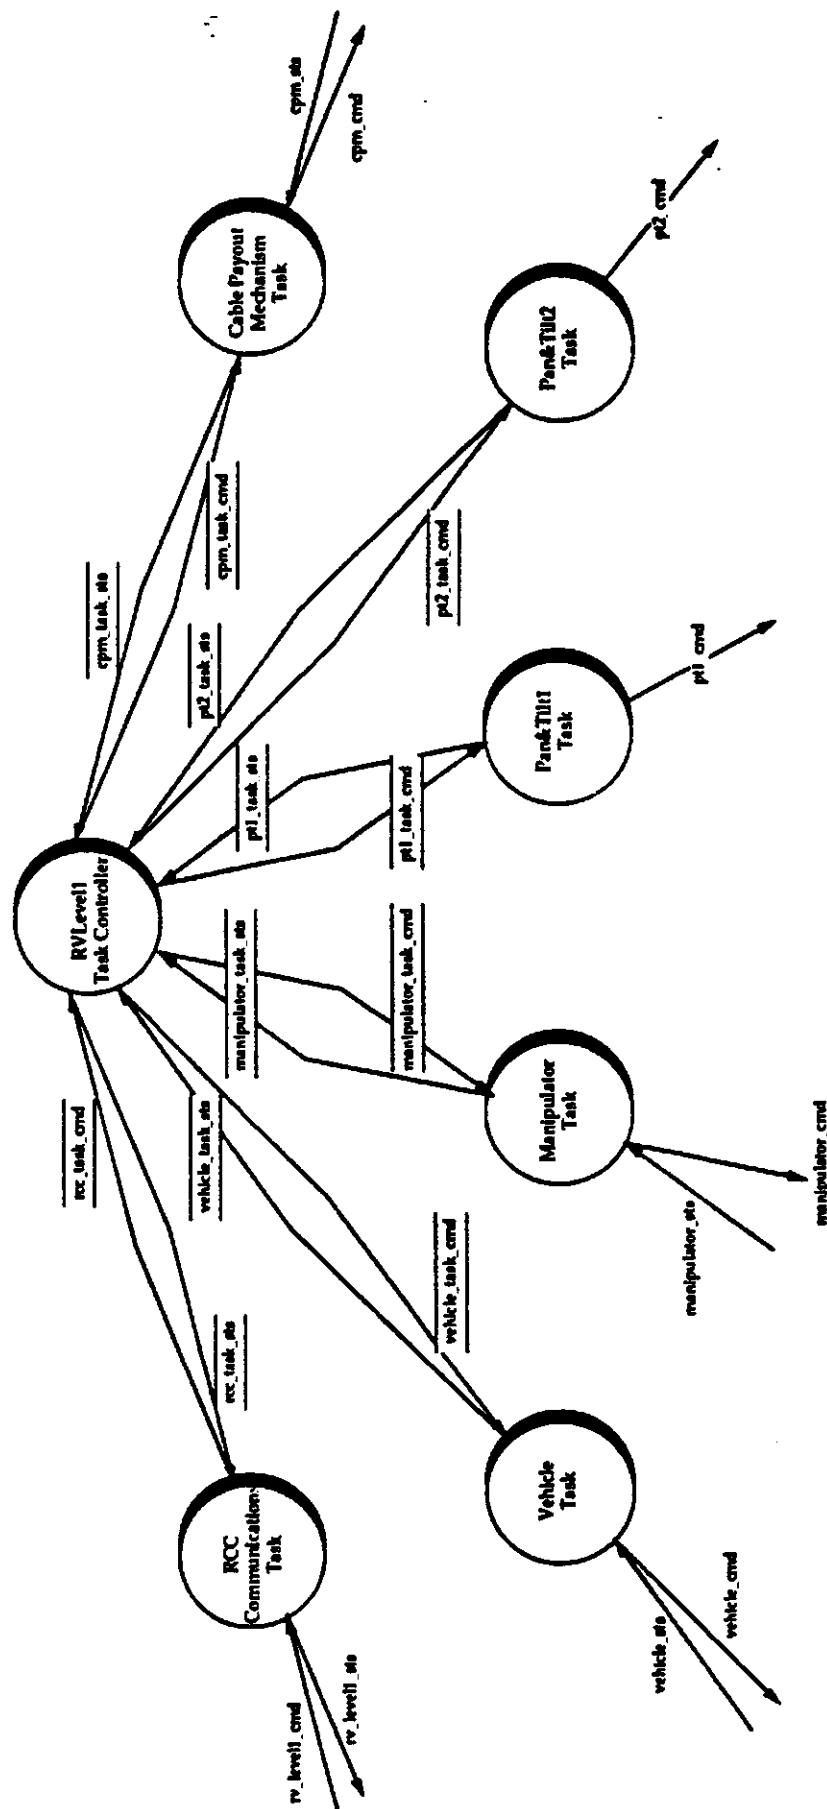 RVLevel1
Task Controller
rcc_task_cmd
cpm_task_sts
rcc_task_sts
cpm_task_cmd
RCC
Communications
Task
Cable Payout
Mechanism
Task
rv_level1_cmd
rv_level1_sts
cpm_sts
cpm_cmd
vehicle_task_sts
manipulator_task_sts
pt1_task_sts
pt2_task_sts
vehicle_task_cmd
manipulator_task_cmd
pt1_task_cmd
pt2_task_cmd
Vehicle
Task
Manipulator
Task
Pan&Tilt1
Task
Pan&Tilt2
Task
vehicle_sts
vehicle_cmd
manipulator_sts
manipulator_cmd
pt1_cmd
pt2_cmd